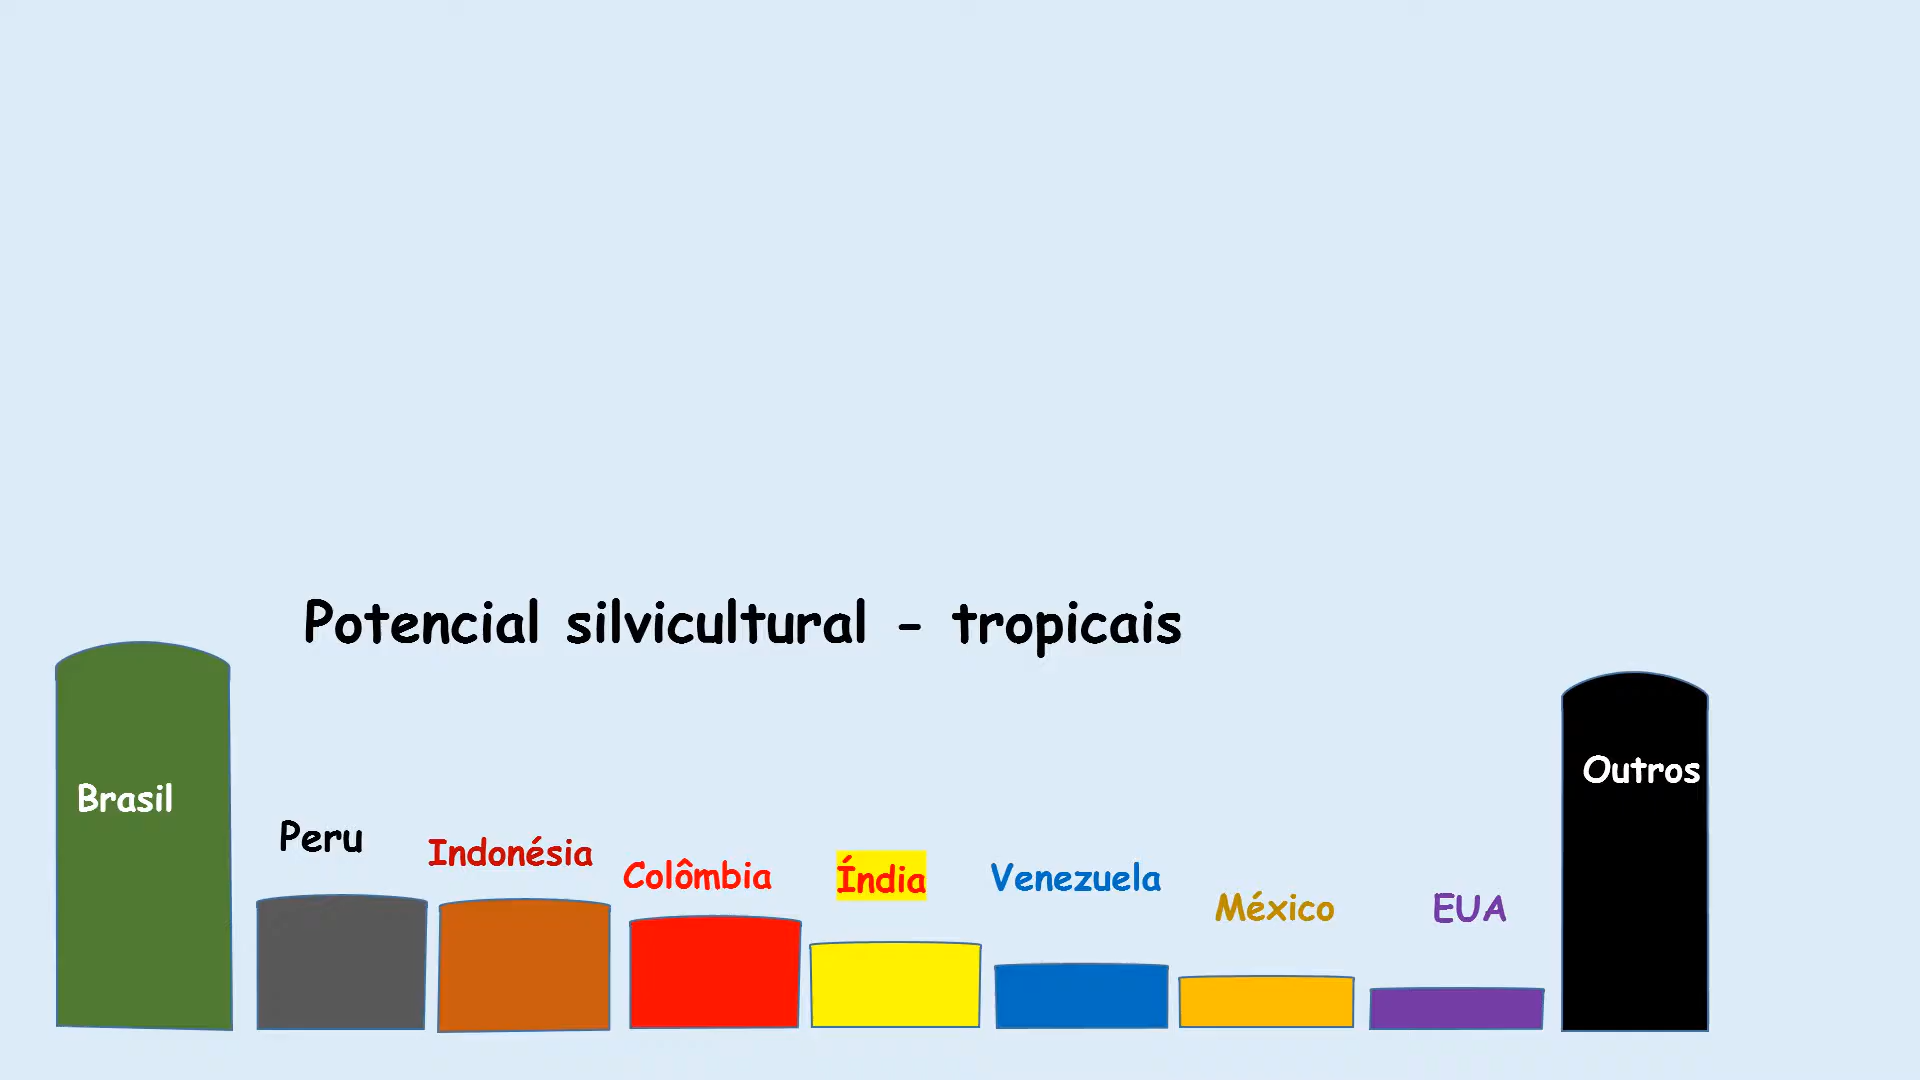 Potencial silvicultural - tropicais
Brasil
Peru
Indonésia
Colômbia
Índia
Venezuela
México
EUA
Outros